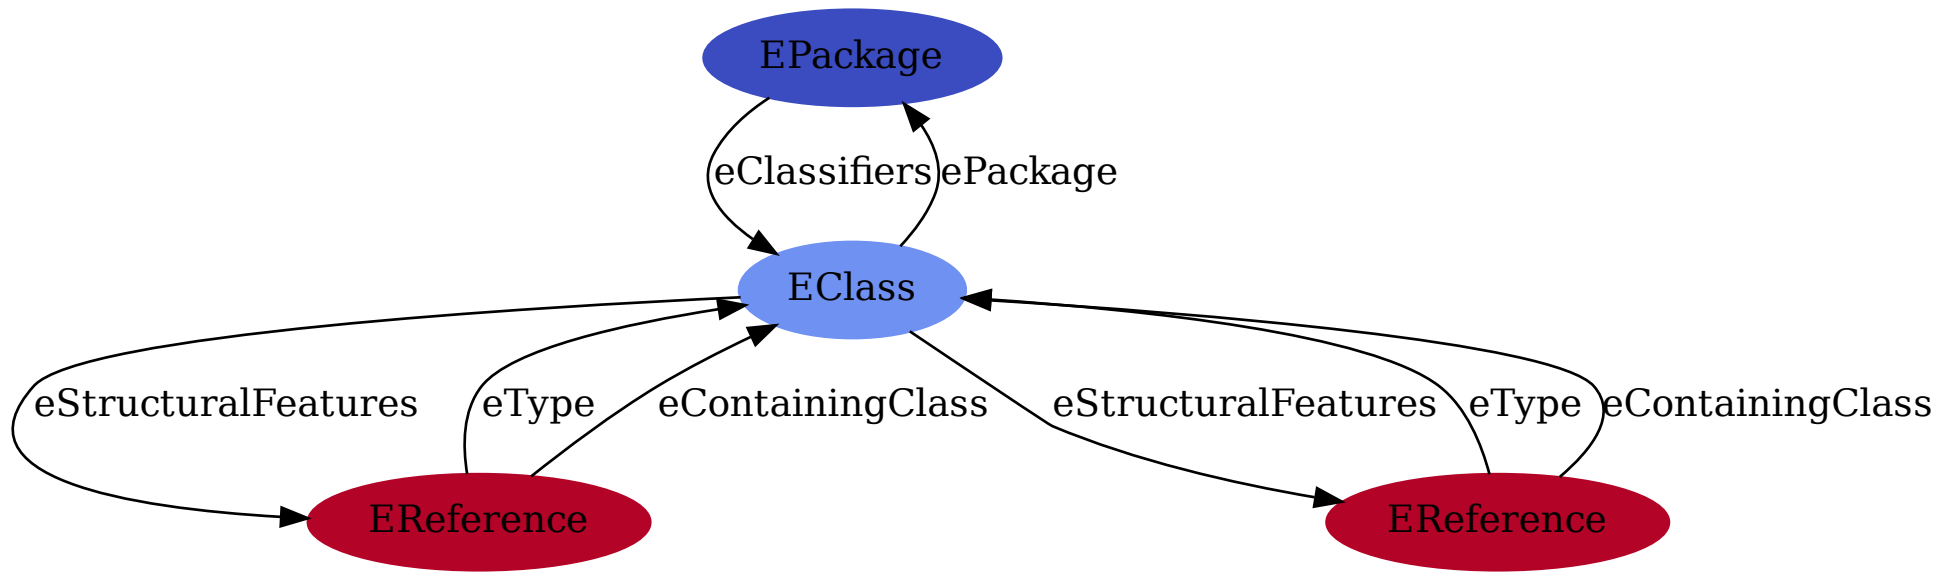 EPackage
eClassifiers
ePackage
EClass
eStructuralFeatures
eType
eContainingClass
eStructuralFeatures
eType
eContainingClass
EReference
EReference